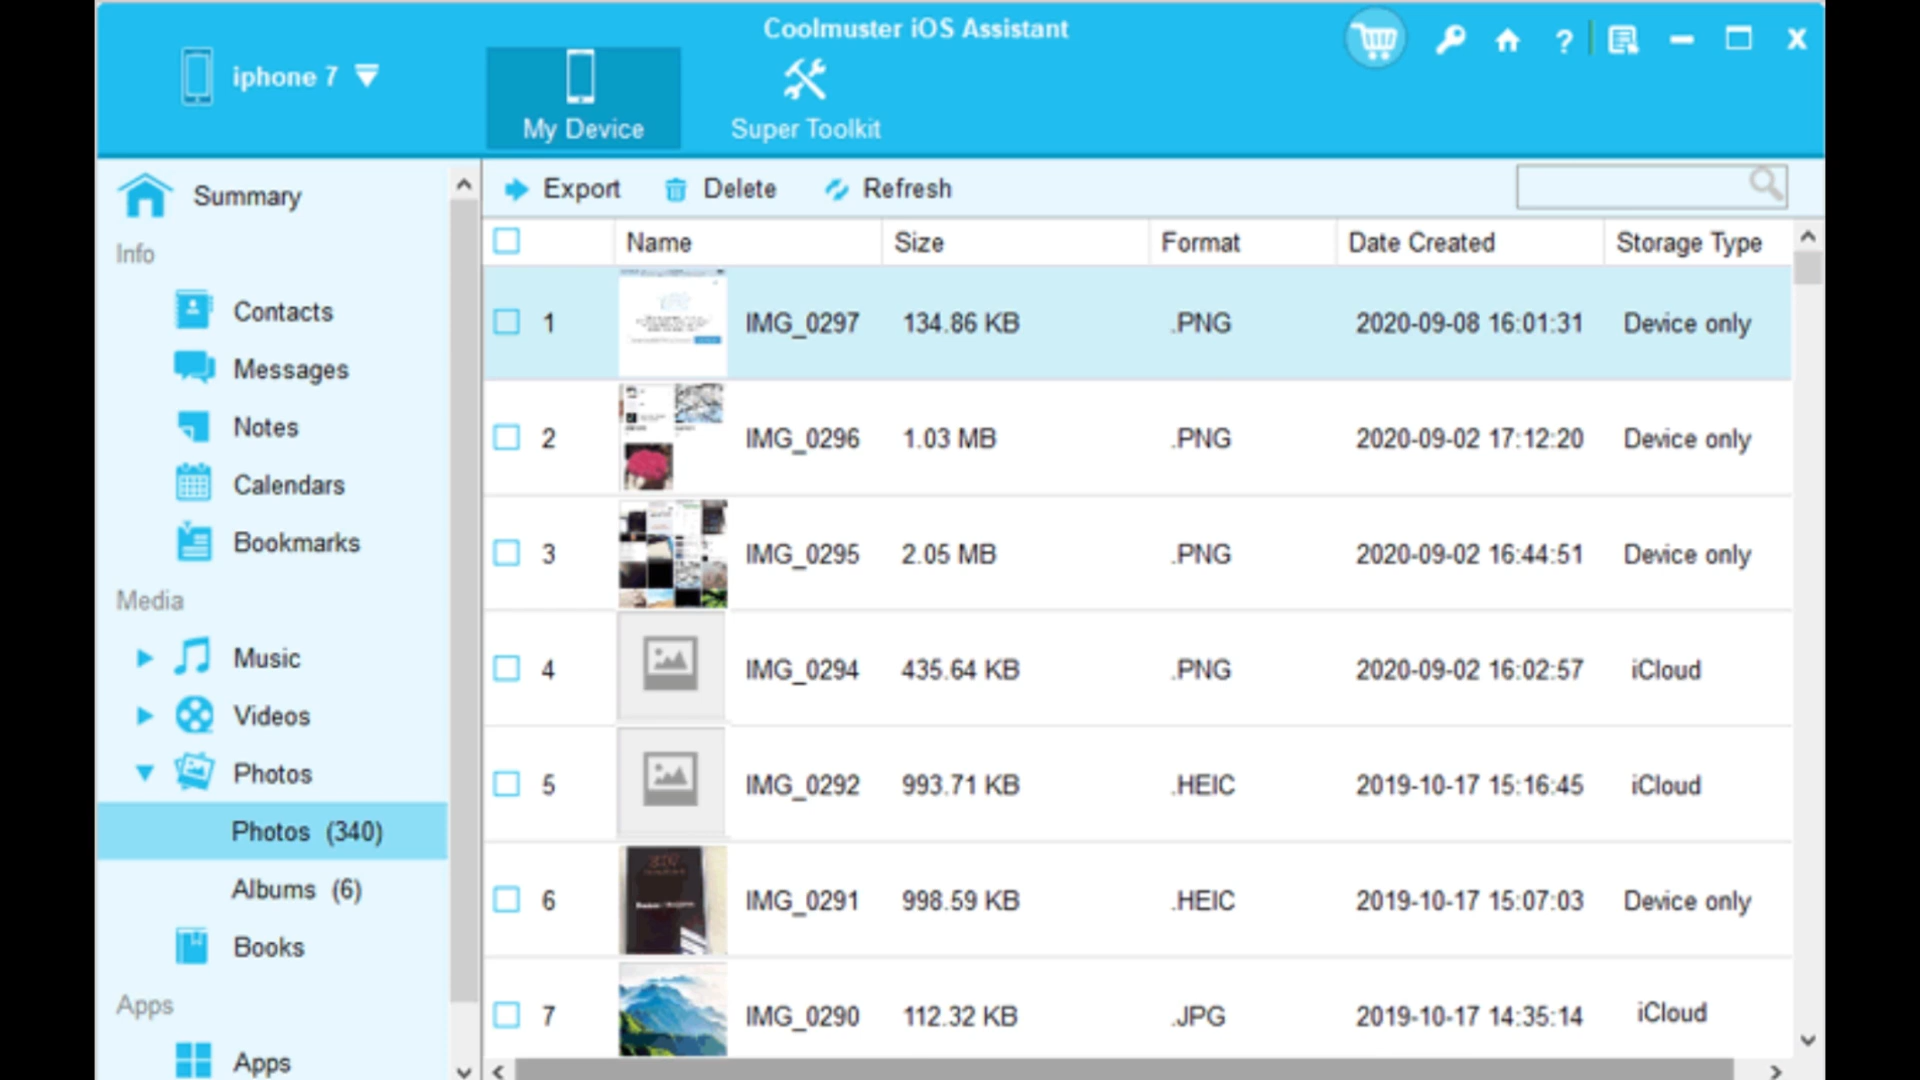 Coolmuster iOS Assistant
iphone 7
?
My Device
Super Toolkit
Summary
Info
Contacts
Messages
Notes
Calendars
Bookmarks
Media
Music
Videos
Photos
Photos (340)
Albums (6)
Books
Apps
Apps
Export Delete Refresh
Name Size Format Date Created Storage Type
1 IMG_0297 134.86 KB .PNG 2020-09-08 16:01:31 Device only
2 IMG_0296 1.03 MB .PNG 2020-09-02 17:12:20 Device only
3 IMG_0295 2.05 MB .PNG 2020-09-02 16:44:51 Device only
4 IMG_0294 435.64 KB .PNG 2020-09-02 16:02:57 iCloud
5 IMG_0292 993.71 KB .HEIC 2019-10-17 15:16:45 iCloud
6 IMG_0291 998.59 KB .HEIC 2019-10-17 15:07:03 Device only
7 IMG_0290 112.32 KB .JPG 2019-10-17 14:35:14 iCloud